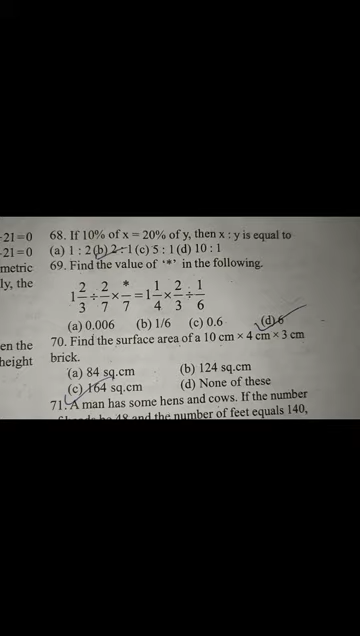 -21=0
-21=0
metric
ly, the
en the
height
68. If 10% of x = 20% of y, then x : y is equal to
(a) 1 : 2 (b) 2 : 1 (c) 5 : 1 (d) 10 : 1
69. Find the value of '*' in the following.
1 2/3 ÷ 2/7 × */7 = 1 1/4 × 2/3 ÷ 1/6
(a) 0.006 (b) 1/6 (c) 0.6 (d) 6
70. Find the surface area of a 10 cm × 4 cm × 3 cm
brick.
(a) 84 sq.cm (b) 124 sq.cm
(c) 164 sq.cm (d) None of these
71. A man has some hens and cows. If the number
be 48 and the number of feet equals 140,